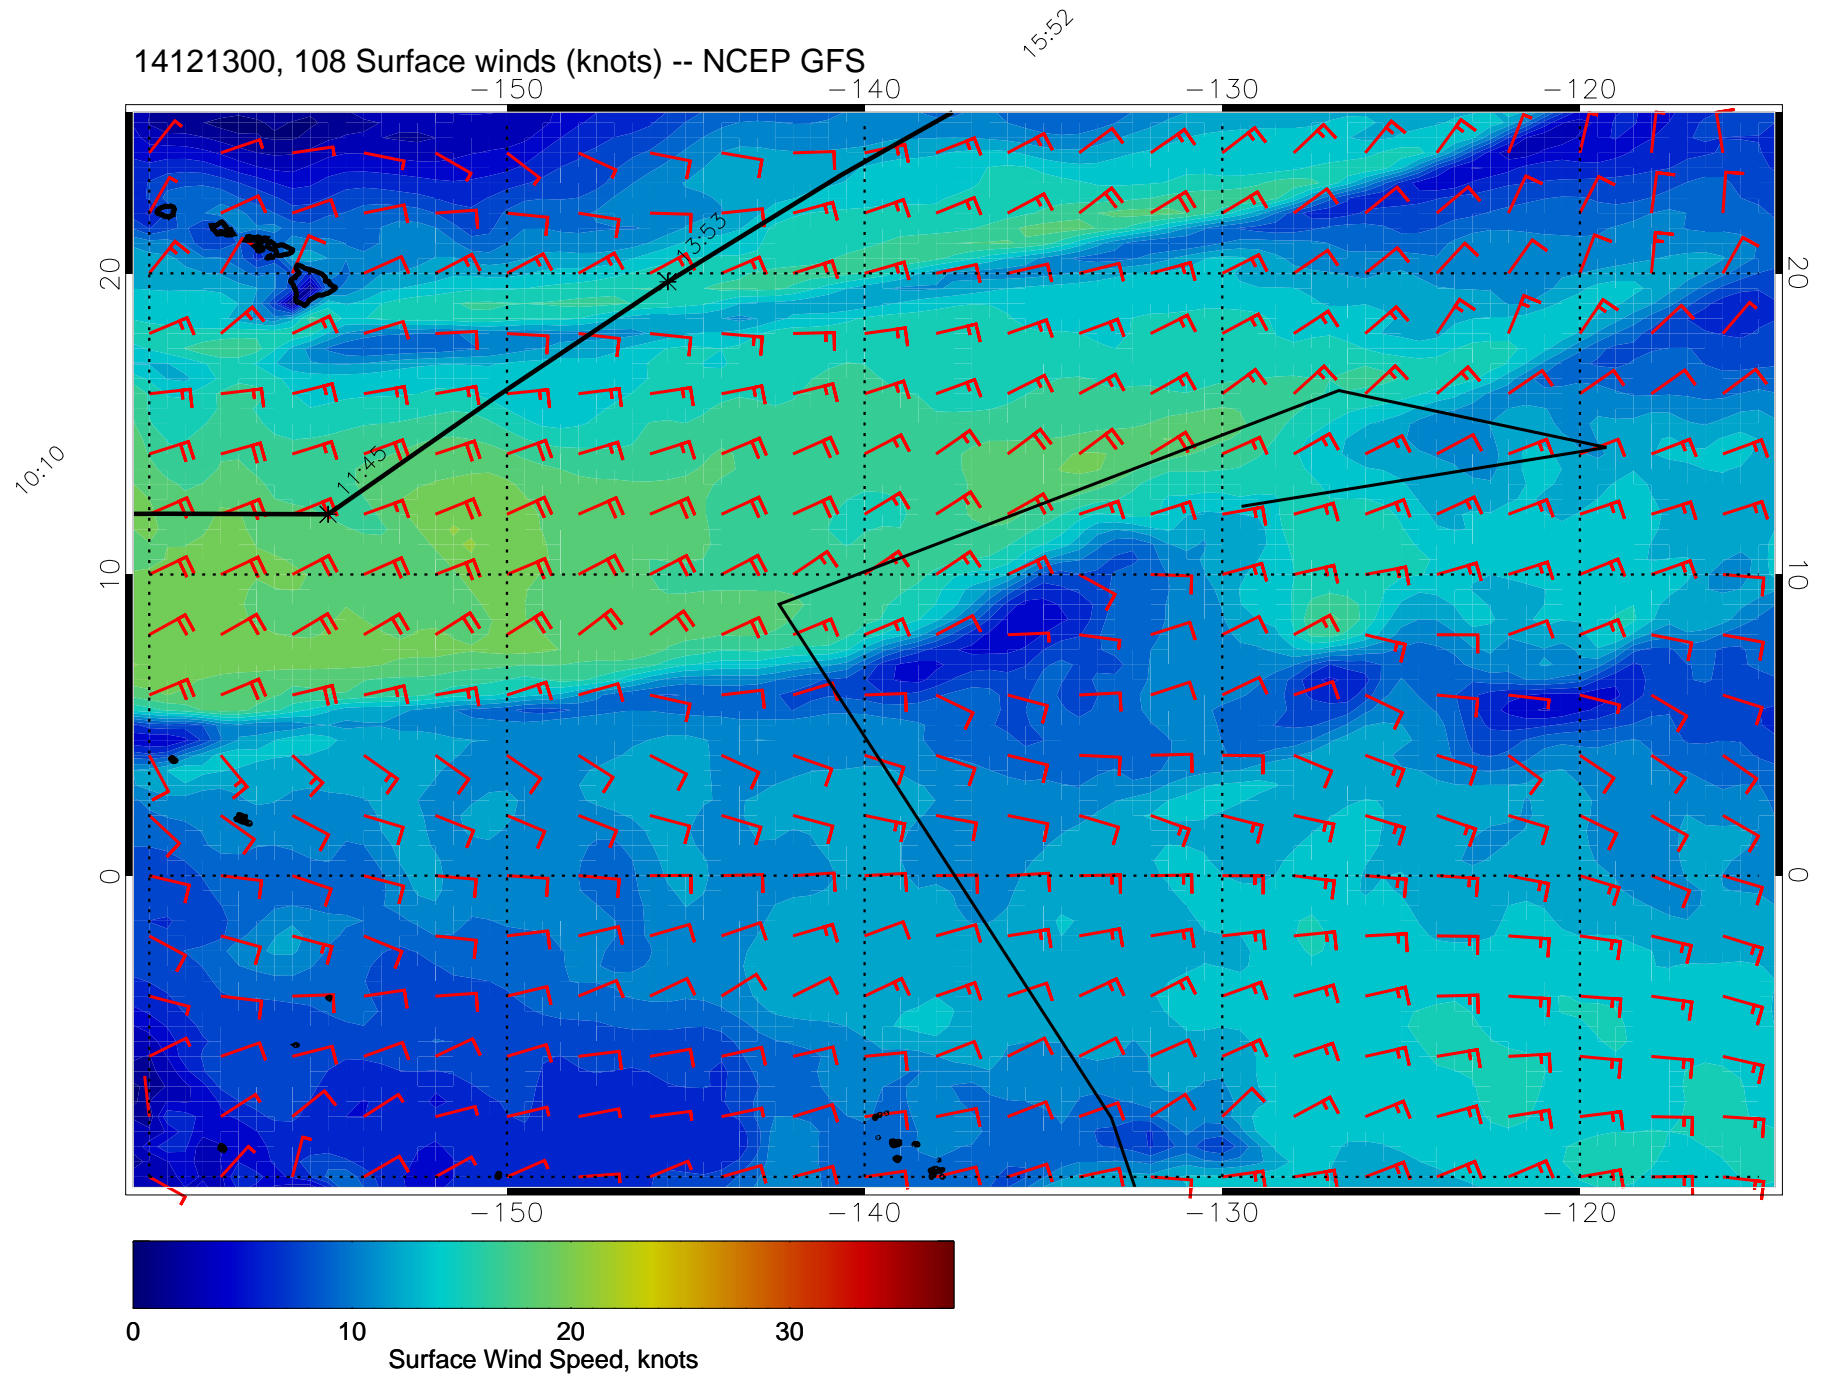 15:52
14121300, 108 Surface winds (knots) -- NCEP GFS
-150 -140 -130 -120
13:53
20 20
11:45
10:10
10 10
0 0
-150 -140 -130 -120
0 10 20 30
Surface Wind Speed, knots